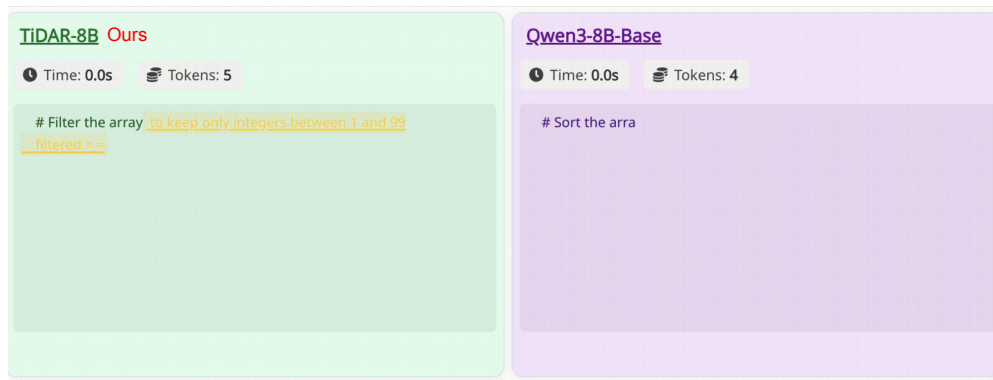 TiDAR-8B Ours
Time: 0.0s Tokens: 5
# Filter the array to keep only integers between 1 and 99
filtered = =
Qwen3-8B-Base
Time: 0.0s Tokens: 4
# Sort the arra